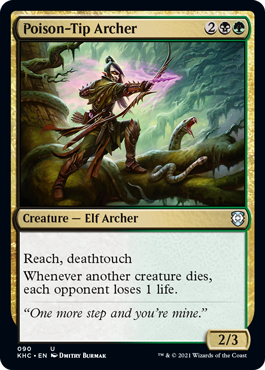 Poison-Tip Archer 2
Creature — Elf Archer
Reach, deathtouch
Whenever another creature dies,
each opponent loses 1 life.
“One more step and you’re mine.”
2/3
090 U
KHC • EN Dmitry Burmak
™ & © 2021 Wizards of the Coast